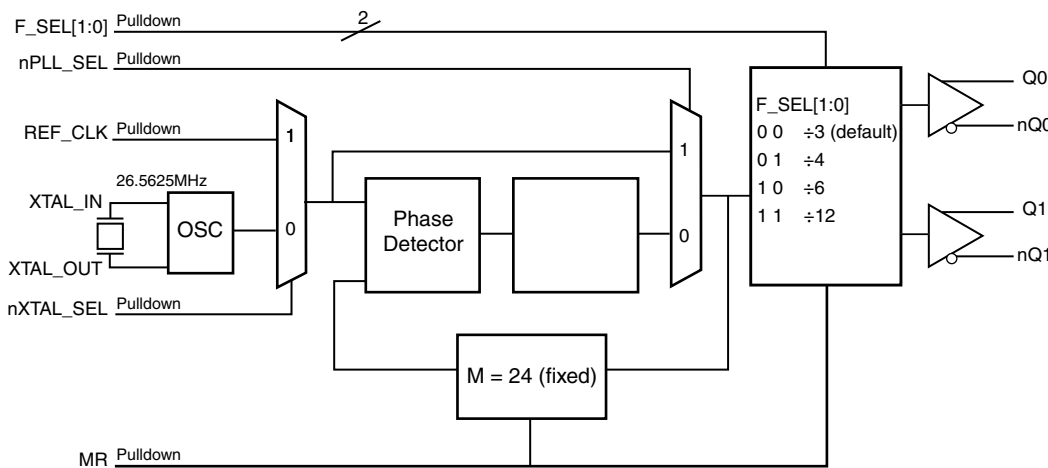 F_SEL[1:0] Pulldown 2
nPLL_SEL Pulldown
REF_CLK Pulldown
1
26.5625MHz
XTAL_IN
OSC
0
XTAL_OUT
nXTAL_SEL Pulldown
Phase
Detector
1
0
M = 24 (fixed)
F_SEL[1:0]
0 0 ÷3 (default)
0 1 ÷4
1 0 ÷6
1 1 ÷12
Q0
nQ0
Q1
nQ1
MR Pulldown